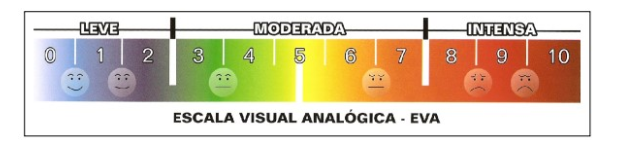 LEVE MODERADA INTENSA
0 1 2 3 4 5 6 7 8 9 10
ESCALA VISUAL ANALÓGICA - EVA